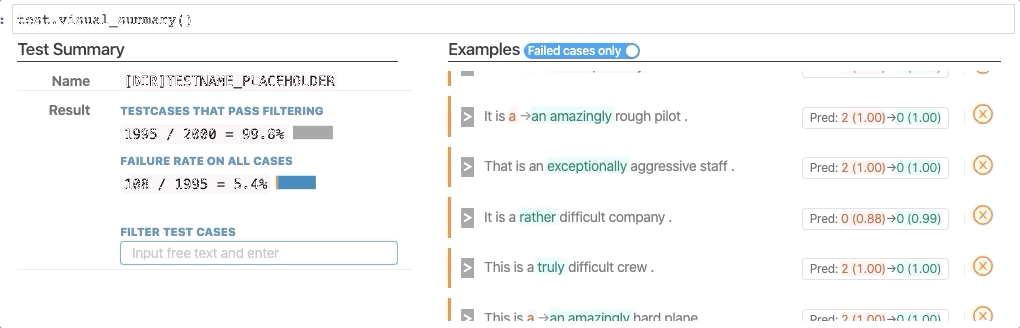 : test.visual_summary()
Test Summary
Name [DIR]TESTNAME_PLACEHOLDER
Result
TESTCASES THAT PASS FILTERING
1995 / 2000 = 99.8%
FAILURE RATE ON ALL CASES
108 / 1995 = 5.4%
FILTER TEST CASES
Input free text and enter
Examples Failed cases only
> It is a →an amazingly rough pilot . Pred: 2 (1.00)→0 (1.00)
> That is an exceptionally aggressive staff . Pred: 2 (1.00)→0 (1.00)
> It is a rather difficult company . Pred: 0 (0.88)→0 (0.99)
> This is a truly difficult crew . Pred: 2 (1.00)→0 (1.00)
> This is a →an amazingly hard plane Pred: 2 (1.00)→0 (1.00)